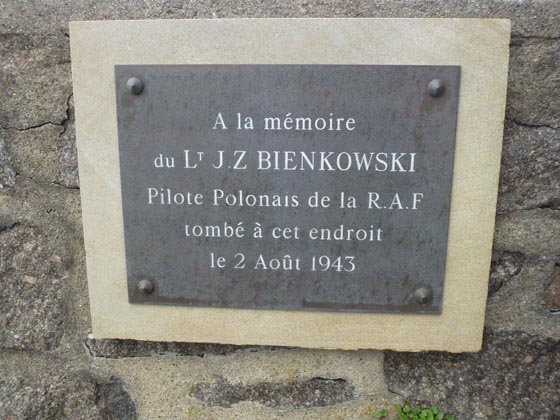 A la mémoire
du Lᵀ J.Z BIENKOWSKI
Pilote Polonais de la R.A.F
tombé à cet endroit
le 2 Août 1943